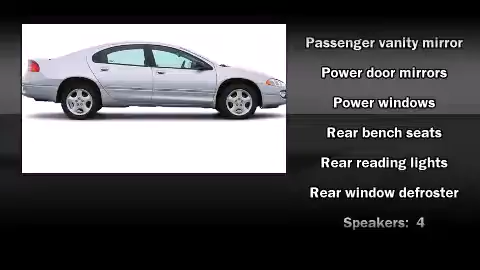 Passenger vanity mirror
Power door mirrors
Power windows
Rear bench seats
Rear reading lights
Rear window defroster
Speakers: 4